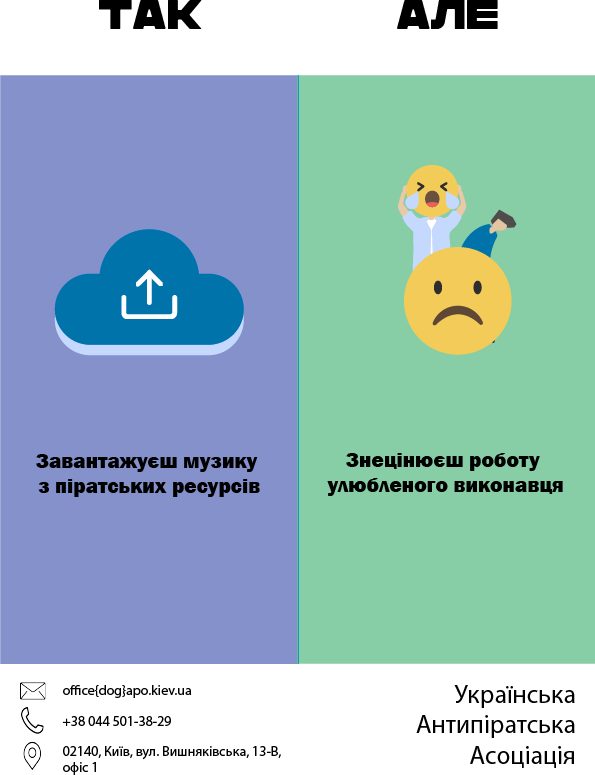 ТАК
АЛЕ
Завантажуєш музику
з піратських ресурсів
Знецінюєш роботу
улюбленого виконавця
office{dog}apo.kiev.ua
+38 044 501-38-29
02140, Київ, вул. Вишняківська, 13-В,
офіс 1
Українська
Антипіратська
Асоціація